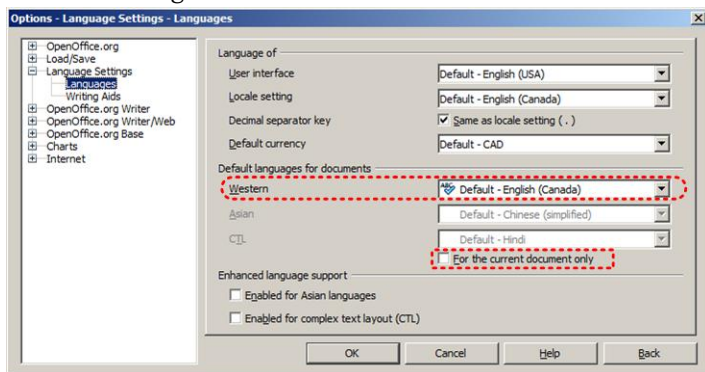 Options - Language Settings - Languages
OpenOffice.org
Load/Save
Language Settings
Languages
Writing Aids
OpenOffice.org Writer
OpenOffice.org Writer/Web
OpenOffice.org Base
Charts
Internet
Language of
User interface
Default - English (USA)
Locale setting
Default - English (Canada)
Decimal separator key
Same as locale setting ( . )
Default currency
Default - CAD
Default languages for documents
Western
ABC Default - English (Canada)
Asian
Default - Chinese (simplified)
CTL
Default - Hindi
For the current document only
Enhanced language support
Enabled for Asian languages
Enabled for complex text layout (CTL)
OK
Cancel
Help
Back